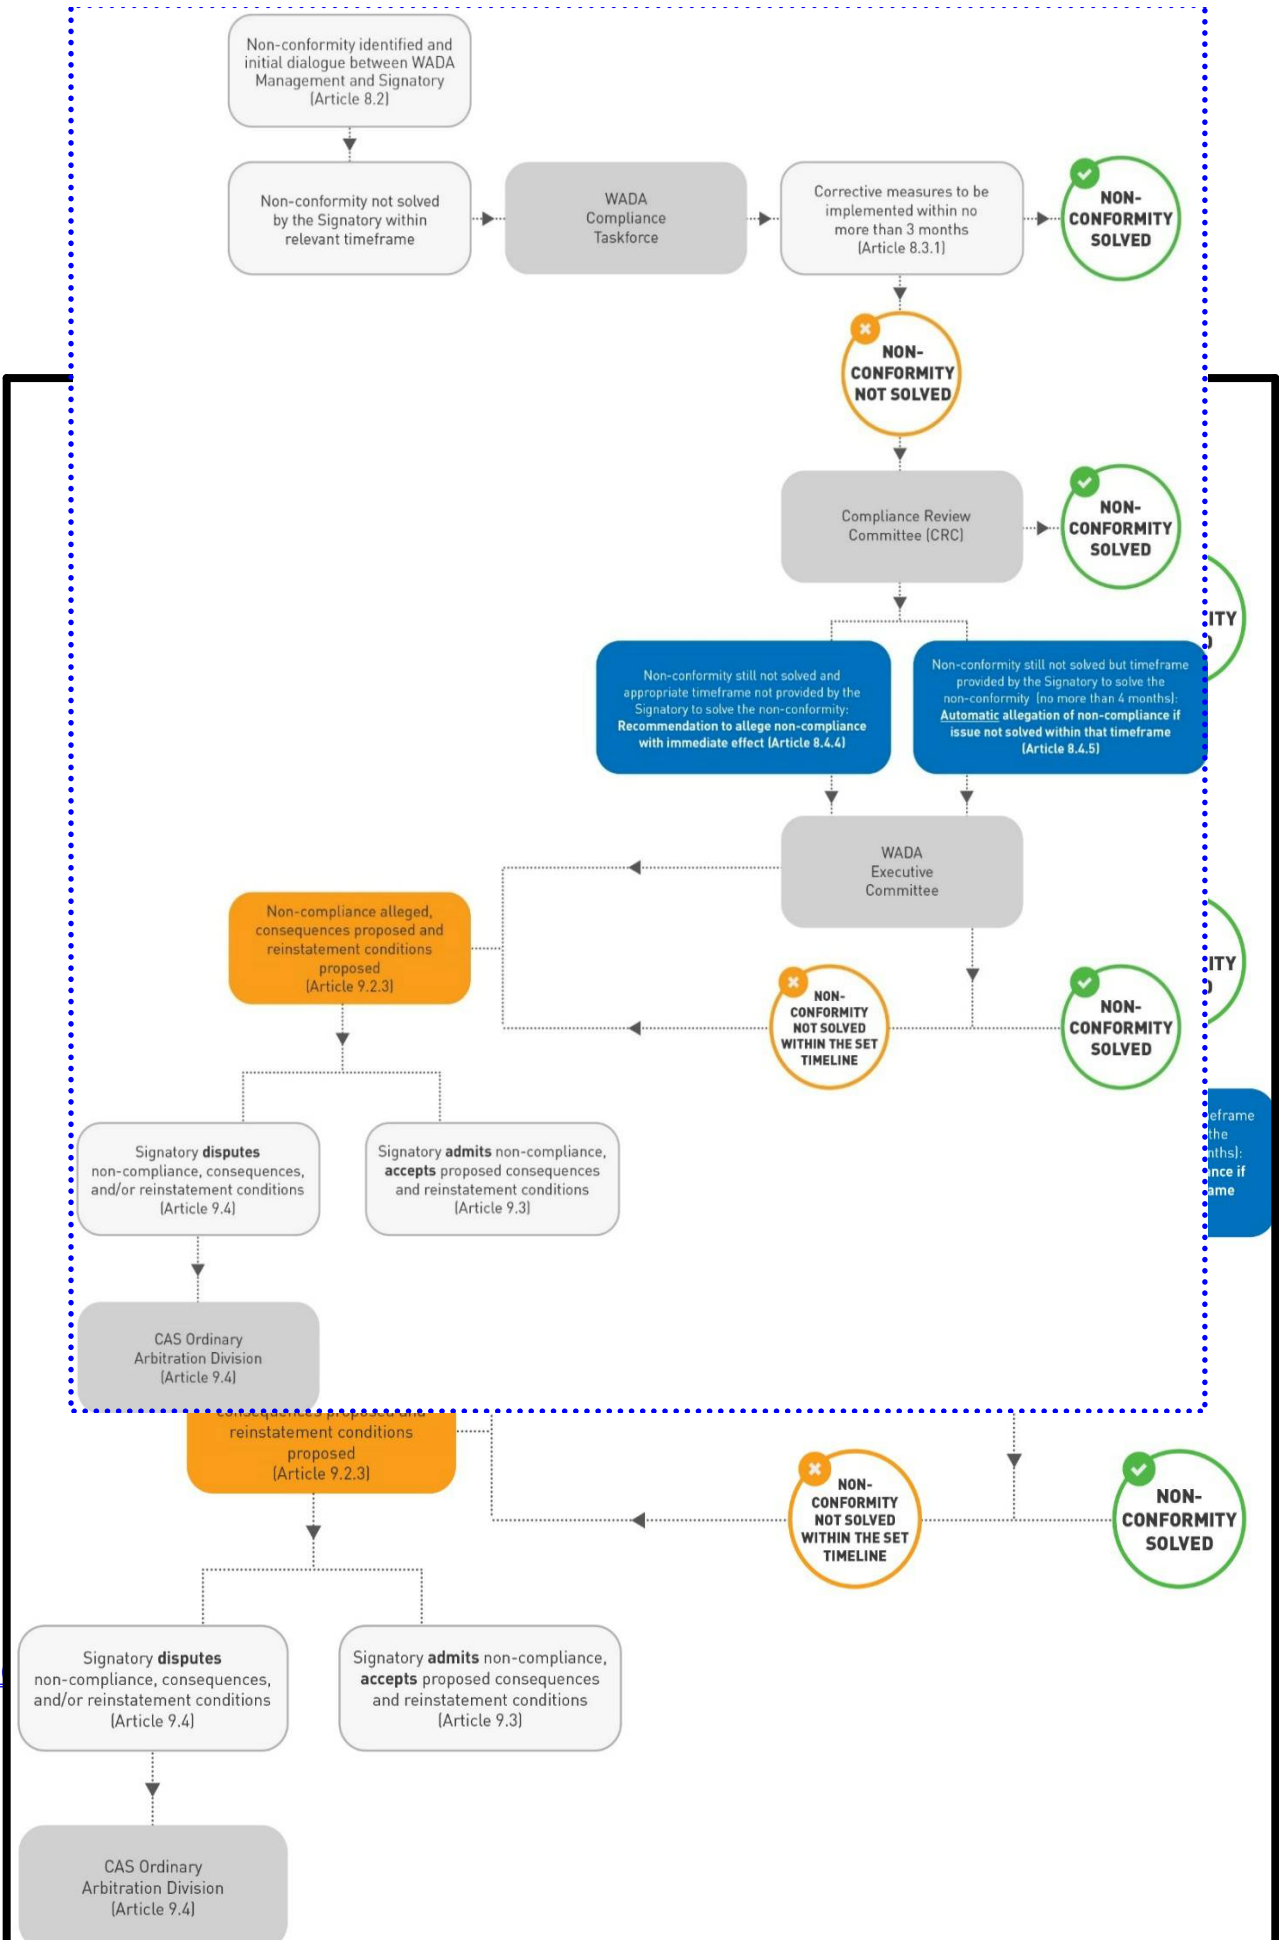 Non-conformity identified and
initial dialogue between WADA
Management and Signatory
(Article 8.2)
Non-conformity not solved
by the Signatory within
relevant timeframe
WADA
Compliance
Taskforce
Corrective measures to be
implemented within no
more than 3 months
(Article 8.3.1)
NON-
CONFORMITY
SOLVED
NON-
CONFORMITY
NOT SOLVED
Compliance Review
Committee (CRC)
NON-
CONFORMITY
SOLVED
ITY
Non-conformity still not solved and
appropriate timeframe not provided by the
Signatory to solve the non-conformity:
Recommendation to allege non-compliance
with immediate effect (Article 8.4.4)
Non-conformity still not solved but timeframe
provided by the Signatory to solve the
non-conformity (no more than 4 months):
Automatic allegation of non-compliance if
issue not solved within that timeframe
(Article 8.4.5)
WADA
Executive
Committee
Non-compliance alleged,
consequences proposed and
reinstatement conditions
proposed
(Article 9.2.3)
NON-
CONFORMITY
NOT SOLVED
WITHIN THE SET
TIMELINE
NON-
CONFORMITY
SOLVED
ITY
eframe
the
nths):
nce if
ame
Signatory disputes
non-compliance, consequences,
and/or reinstatement conditions
(Article 9.4)
Signatory admits non-compliance,
accepts proposed consequences
and reinstatement conditions
(Article 9.3)
CAS Ordinary
Arbitration Division
(Article 9.4)
consequences proposed and
reinstatement conditions
proposed
(Article 9.2.3)
NON-
CONFORMITY
NOT SOLVED
WITHIN THE SET
TIMELINE
NON-
CONFORMITY
SOLVED
Signatory disputes
non-compliance, consequences,
and/or reinstatement conditions
(Article 9.4)
Signatory admits non-compliance,
accepts proposed consequences
and reinstatement conditions
(Article 9.3)
CAS Ordinary
Arbitration Division
(Article 9.4)